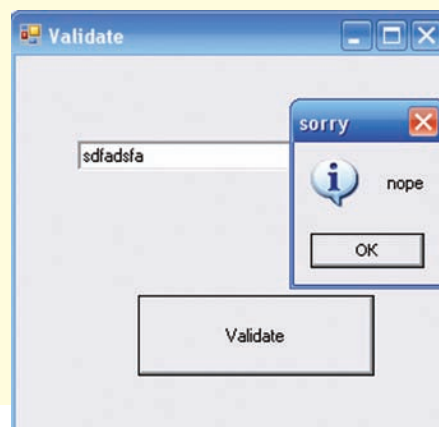 Validate
sorry
sdfadsfa
nope
OK
Validate